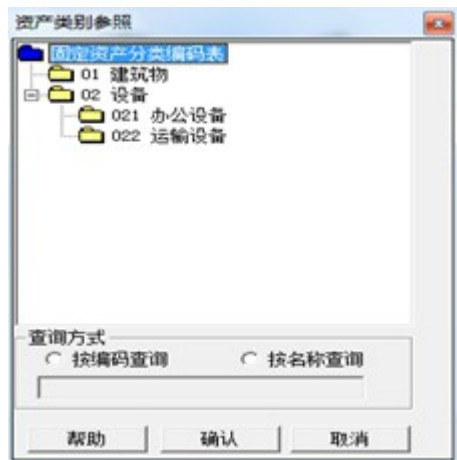 资产类别参照
固定资产分类编码表
01 建筑物
02 设备
021 办公设备
022 运输设备
查询方式
按编码查询 按名称查询
帮助 确认 取消